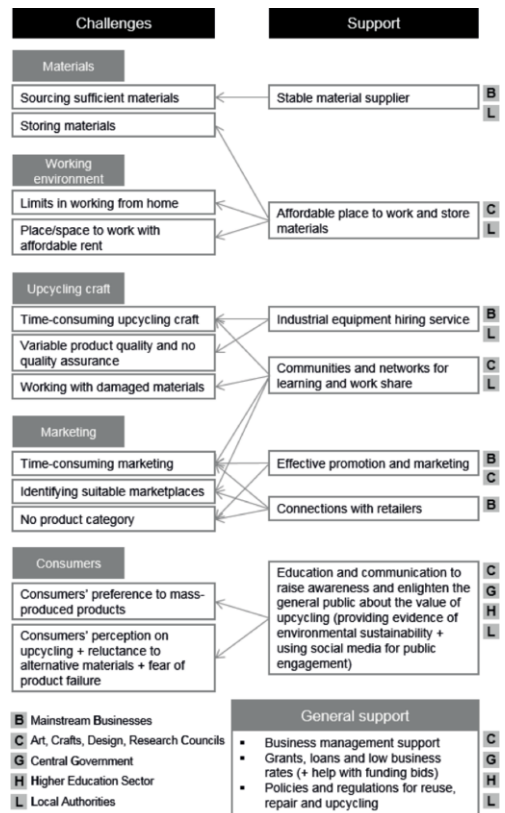 Challenges
Support
Materials
Sourcing sufficient materials
Stable material supplier
B
L
Storing materials
Working
environment
Limits in working from home
Place/space to work with
affordable rent
Affordable place to work and store
materials
C
L
Upcycling craft
Time-consuming upcycling craft
Industrial equipment hiring service
B
L
Variable product quality and no
quality assurance
Working with damaged materials
Communities and networks for
learning and work share
C
L
Marketing
Time-consuming marketing
Effective promotion and marketing
B
C
Identifying suitable marketplaces
No product category
Connections with retailers
B
Consumers
Consumers' preference to mass-
produced products
Consumers' perception on
upcycling + reluctance to
alternative materials + fear of
product failure
Education and communication to
raise awareness and enlighten the
general public about the value of
upcycling (providing evidence of
environmental sustainability +
using social media for public
engagement)
C
G
H
L
B Mainstream Businesses
C Art, Crafts, Design, Research Councils
G Central Government
H Higher Education Sector
L Local Authorities
General support
▪ Business management support
▪ Grants, loans and low business
rates (+ help with funding bids)
▪ Policies and regulations for reuse,
repair and upcycling
C
G
H
L